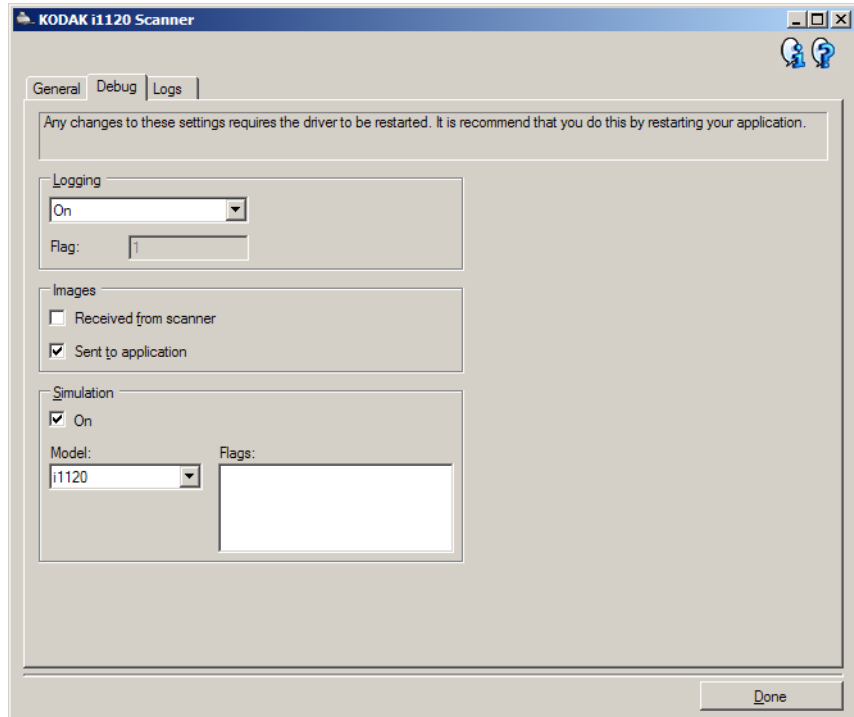 KODAK i1120 Scanner
General Debug Logs
Any changes to these settings requires the driver to be restarted. It is recommend that you do this by restarting your application.
Logging
On
Flag: 1
Images
Received from scanner
Sent to application
Simulation
On
Model: Flags:
i1120
Done